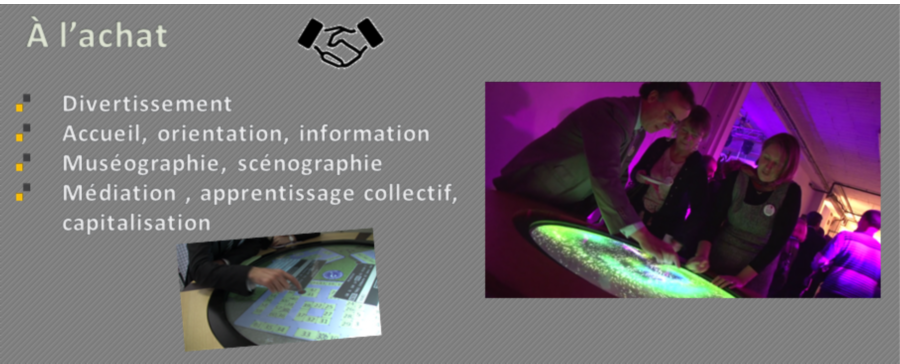 À l'achat
Divertissement
Accueil, orientation, information
Muséographie, scénographie
Médiation , apprentissage collectif,
capitalisation